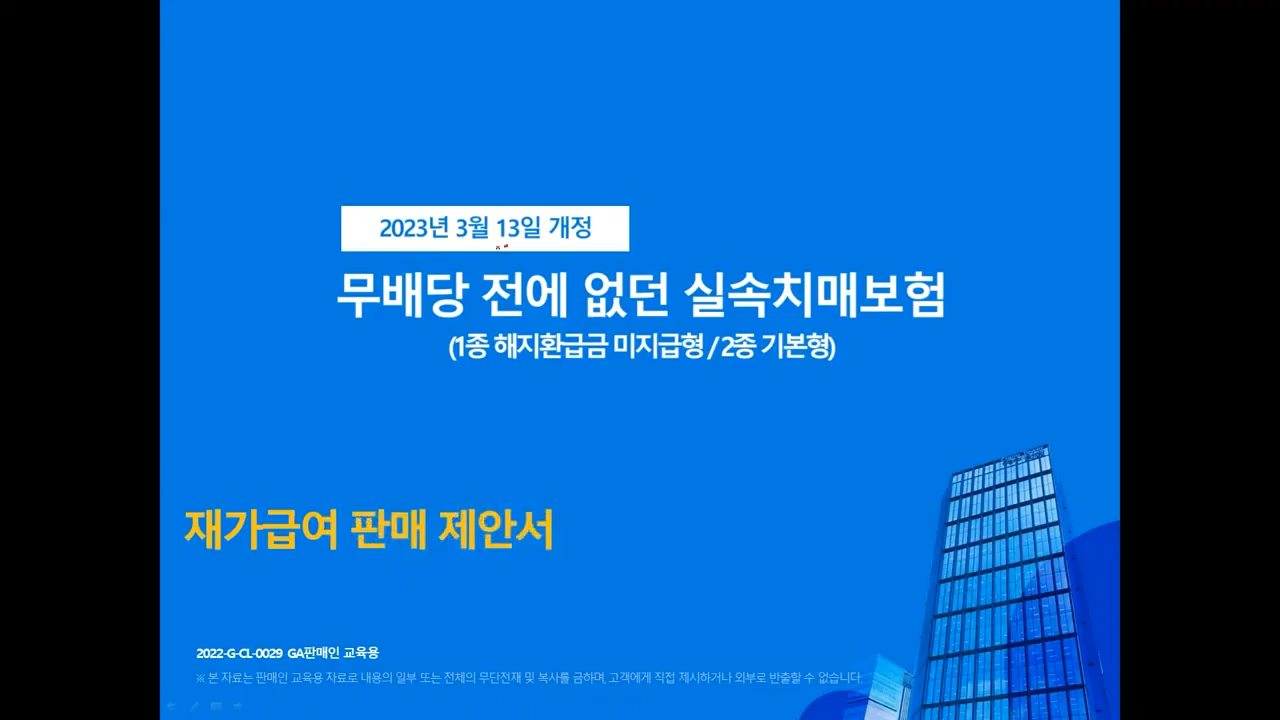 2023년 3월 13일 개정
무배당 전에 없던 실속치매보험
(1종 해지환급금 미지급형 / 2종 기본형)
재가급여 판매 제안서
2022-G-CL-0029 GA판매인 교육용
※ 본 자료는 판매인 교육용 자료로 내용의 일부 또는 전체의 무단전재 및 복사를 금하며, 고객에게 직접 제시하거나 외부로 반출할 수 없습니다.